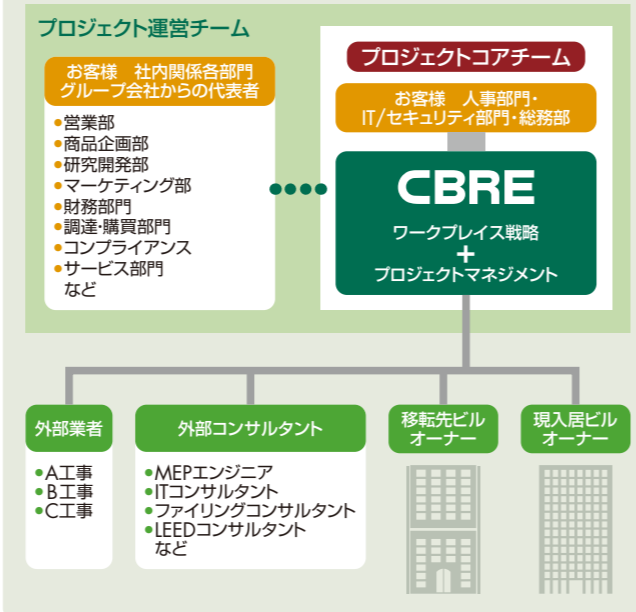 プロジェクト運営チーム
お客様 社内関係各部門
グループ会社からの代表者
●営業部
●商品企画部
●研究開発部
●マーケティング部
●財務部門
●調達・購買部門
●コンプライアンス
●サービス部門
など
プロジェクトコアチーム
お客様 人事部門・
IT/セキュリティ部門・総務部
CBRE
ワークプレイス戦略
+
プロジェクトマネジメント
外部業者
●A工事
●B工事
●C工事
外部コンサルタント
●MEPエンジニア
●ITコンサルタント
●ファイリングコンサルタント
●LEEDコンサルタント
など
移転先ビル
オーナー
現入居ビル
オーナー